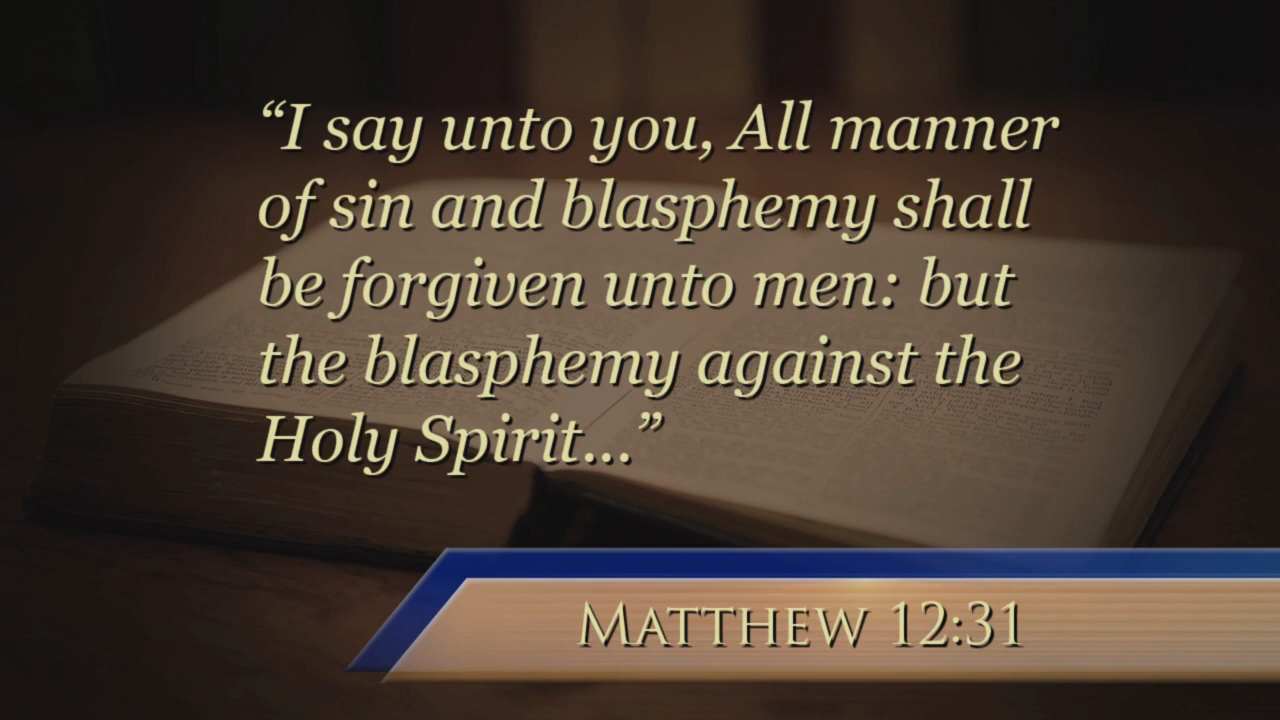 “I say unto you, All manner
of sin and blasphemy shall
be forgiven unto men: but
the blasphemy against the
Holy Spirit...”
MATTHEW 12:31